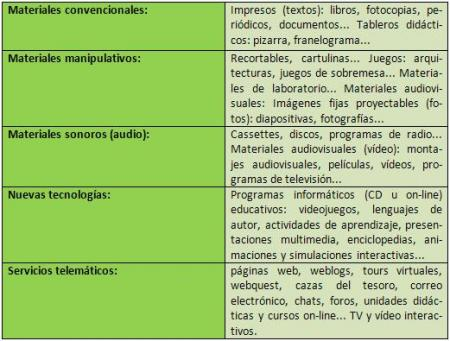 Materiales convencionales:
Impresos (textos): libros, fotocopias, pe-
riódicos, documentos... Tableros didácti-
cos: pizarra, franelograma...
Materiales manipulativos:
Recortables, cartulinas... Juegos: arqui-
tecturas, juegos de sobremesa... Materia-
les de laboratorio... Materiales audiovi-
suales: Imágenes fijas proyectables (fo-
tos): diapositivas, fotografías...
Materiales sonoros (audio):
Cassettes, discos, programas de radio...
Materiales audiovisuales (vídeo): monta-
jes audiovisuales, películas, vídeos, pro-
gramas de televisión...
Nuevas tecnologías:
Programas informáticos (CD u on-line)
educativos: videojuegos, lenguajes de
autor, actividades de aprendizaje, presen-
taciones multimedia, enciclopedias, ani-
maciones y simulaciones interactivas...
Servicios telemáticos:
páginas web, weblogs, tours virtuales,
webquest, cazas del tesoro, correo
electrónico, chats, foros, unidades didác-
ticas y cursos on-line... TV y vídeo interac-
tivos.